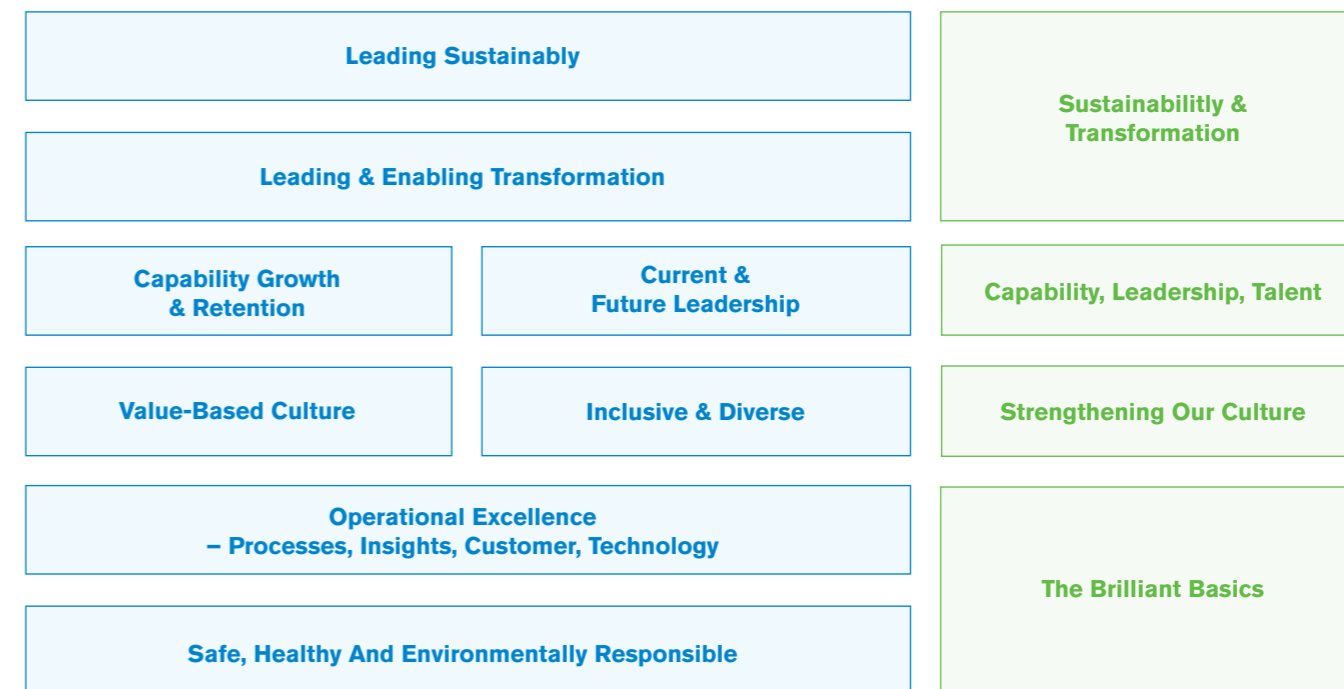 Leading Sustainably
Sustainabilitly &
Transformation
Leading & Enabling Transformation
Capability Growth
& Retention
Current &
Future Leadership
Capability, Leadership, Talent
Value-Based Culture
Inclusive & Diverse
Strengthening Our Culture
Operational Excellence
– Processes, Insights, Customer, Technology
The Brilliant Basics
Safe, Healthy And Environmentally Responsible